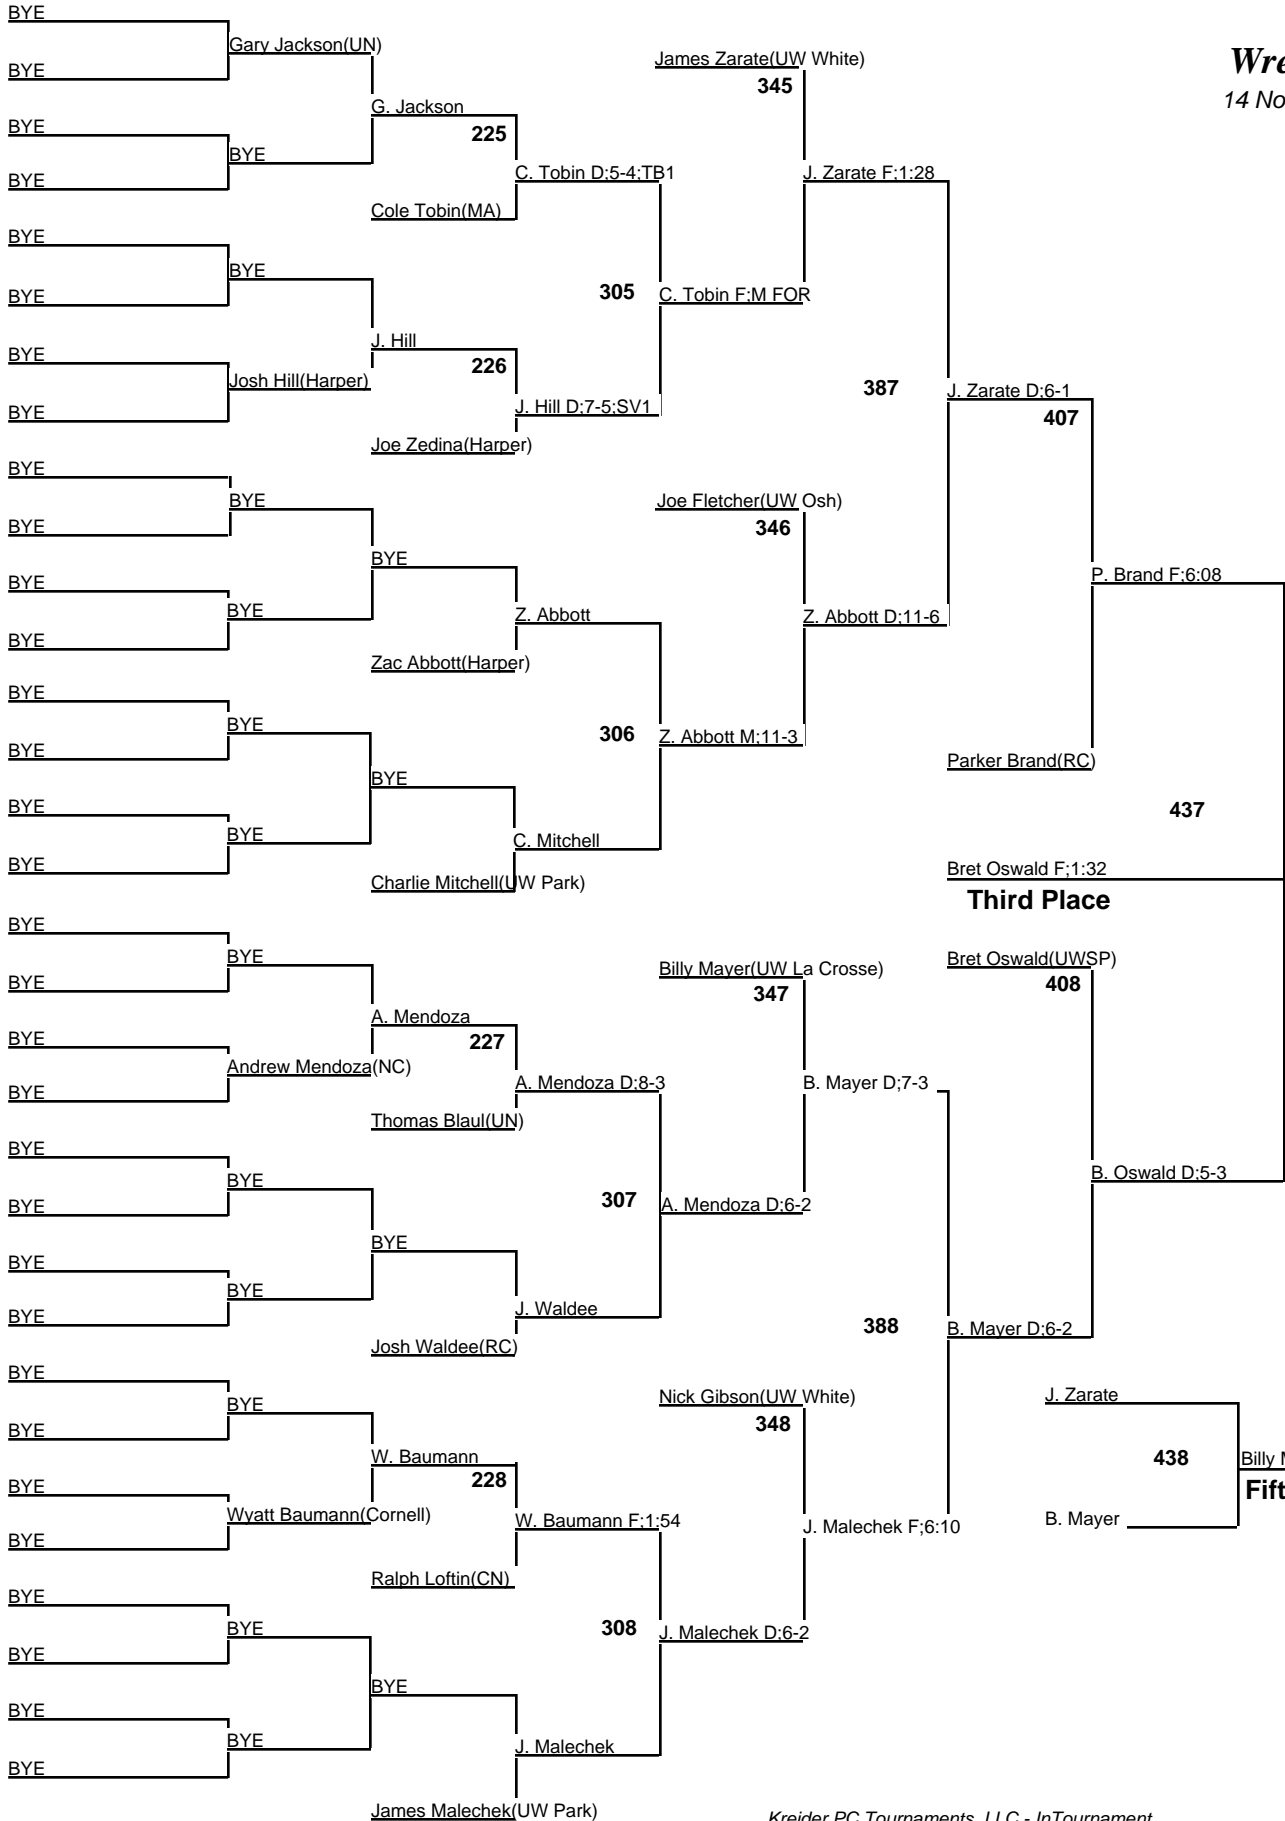 BYE
Gary Jackson(UN)
James Zarate(UW White)
BYE
345
14 No
G. Jackson
BYE
225
BYE
C. Tobin D;5-4;TB1
J. Zarate F;1:28
BYE
Cole Tobin(MA)
BYE
BYE
305
C. Tobin F;M FOR
BYE
J. Hill
BYE
226
Josh Hill(Harper)
387
J. Zarate D;6-1
J. Hill D;7-5;SV1
BYE
407
Joe Zedina(Harper)
BYE
BYE
Joe Fletcher(UW Osh)
BYE
346
BYE
P. Brand F;6:08
BYE
BYE
Z. Abbott
Z. Abbott D;11-6
BYE
Zac Abbott(Harper)
BYE
BYE
306
Z. Abbott M;11-3
BYE
Parker Brand(RC)
BYE
BYE
437
BYE
C. Mitchell
BYE
Charlie Mitchell(UW Park)
Bret Oswald F;1:32
Third Place
BYE
BYE
Billy Mayer(UW La Crosse)
Bret Oswald(UWSP)
BYE
347
408
A. Mendoza
BYE
227
Andrew Mendoza(NC)
A. Mendoza D;8-3
B. Mayer D;7-3
BYE
Thomas Blaul(UN)
BYE
BYE
B. Oswald D;5-3
BYE
307
A. Mendoza D;6-2
BYE
BYE
BYE
BYE
J. Waldee
388
B. Mayer D;6-2
Josh Waldee(RC)
BYE
BYE
Nick Gibson(UW White)
J. Zarate
BYE
348
W. Baumann
438
BYE
228
Wyatt Baumann(Cornell)
W. Baumann F;1:54
J. Malechek F;6:10
B. Mayer
BYE
Ralph Loftin(CN)
BYE
BYE
308
J. Malechek D;6-2
BYE
BYE
BYE
BYE
J. Malechek
BYE
James Malechek(UW Park)
Kreider PC Tournaments, LLC - InTournament